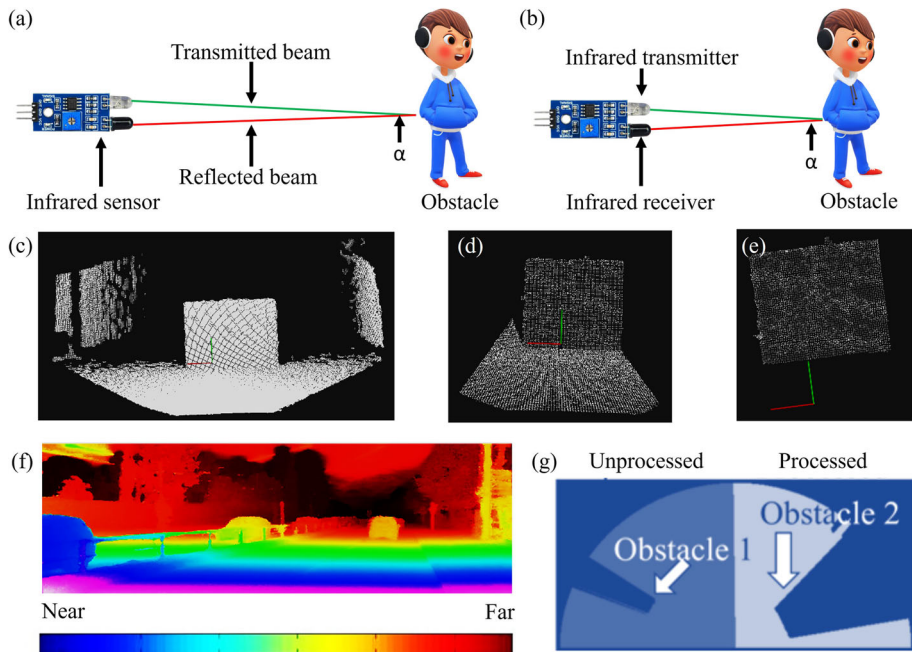 (a)
Transmitted beam
Reflected beam
α
Infrared sensor
Obstacle
(b)
Infrared transmitter
α
Infrared receiver
Obstacle
(c)
(d)
(e)
(f)
Near
Far
(g)
Unprocessed
Processed
Obstacle 1
Obstacle 2